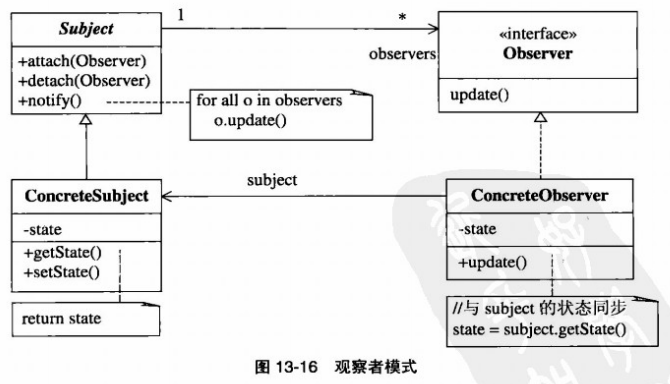 Subject
1
*
+attach(Observer)
+detach(Observer)
+notify()
for all o in observers
o.update()
observers
«interface»
Observer
update()
ConcreteSubject
-state
+getState()
+setState()
return state
subject
ConcreteObserver
-state
+update()
//与 subject 的状态同步
state = subject.getState()
图 13-16 观察者模式